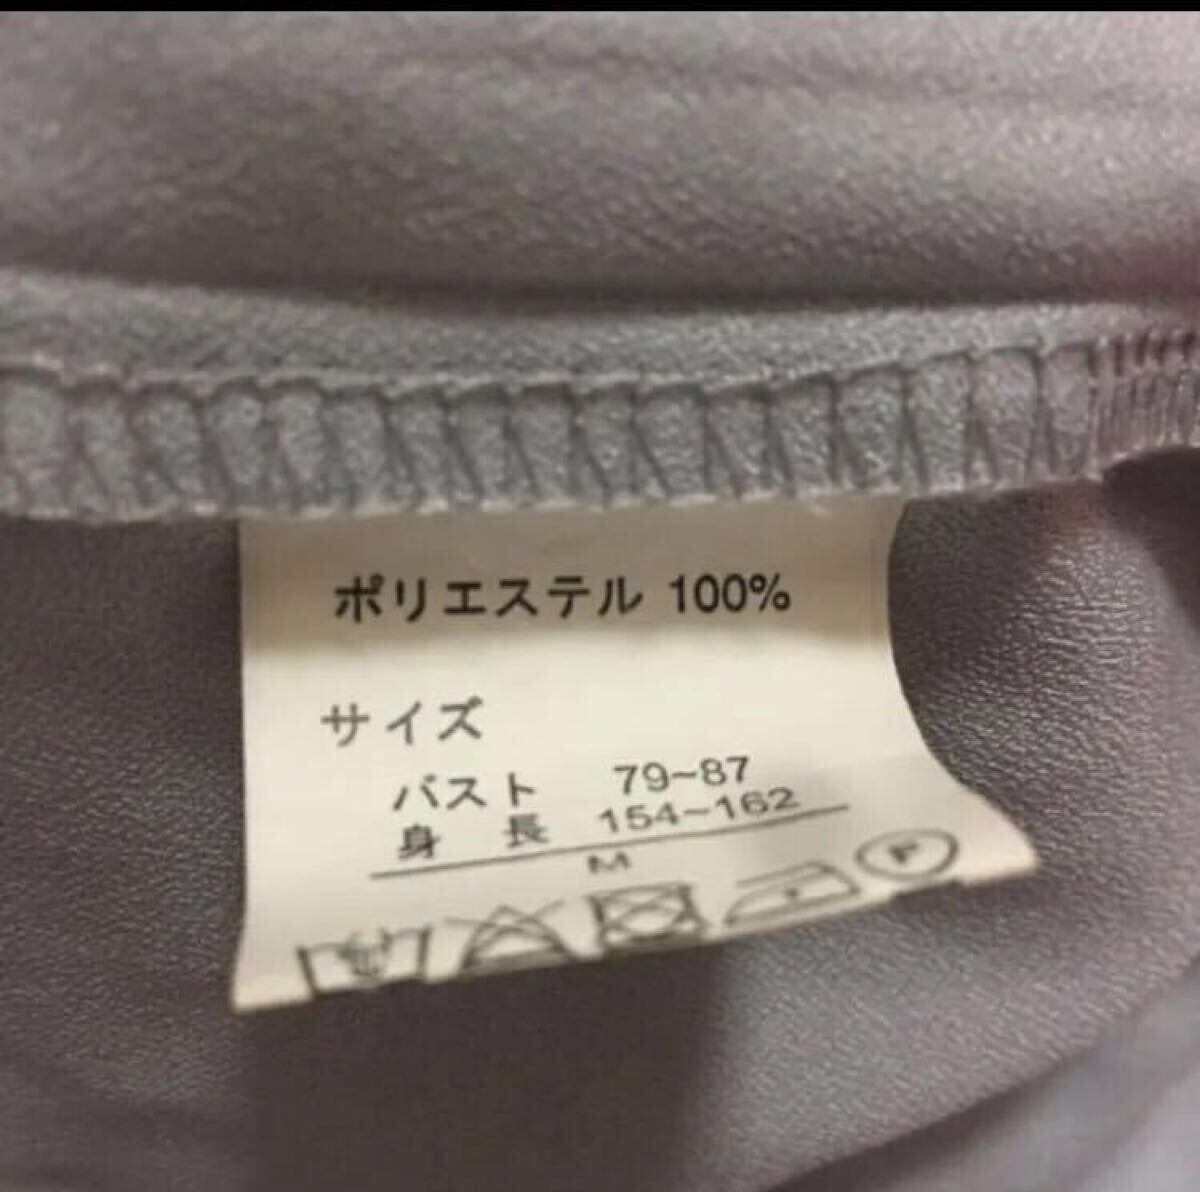 ポリエステル 100%
サイズ
バスト 79~87
身 長 154~162
M
F